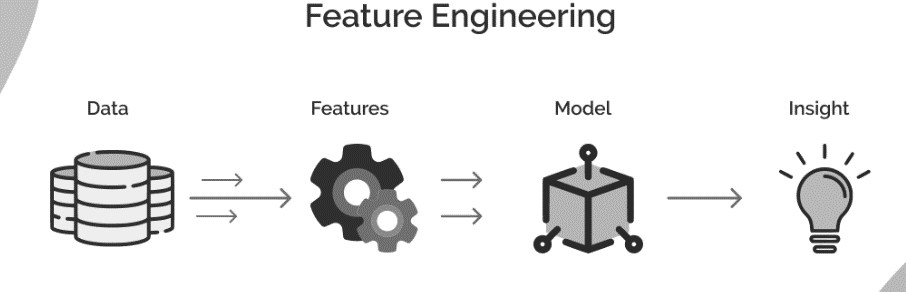 Feature Engineering
Data
Features
Model
Insight